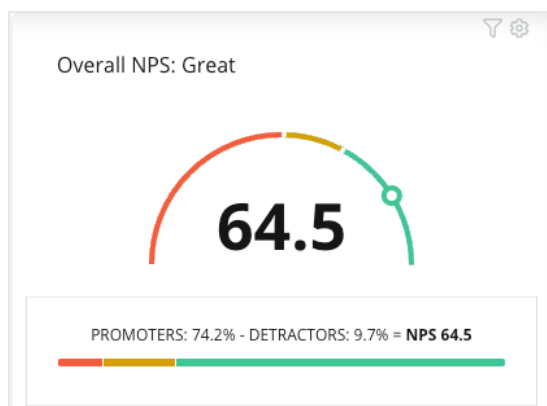 Overall NPS: Great
64.5
PROMOTERS: 74.2% - DETRACTORS: 9.7% = NPS 64.5